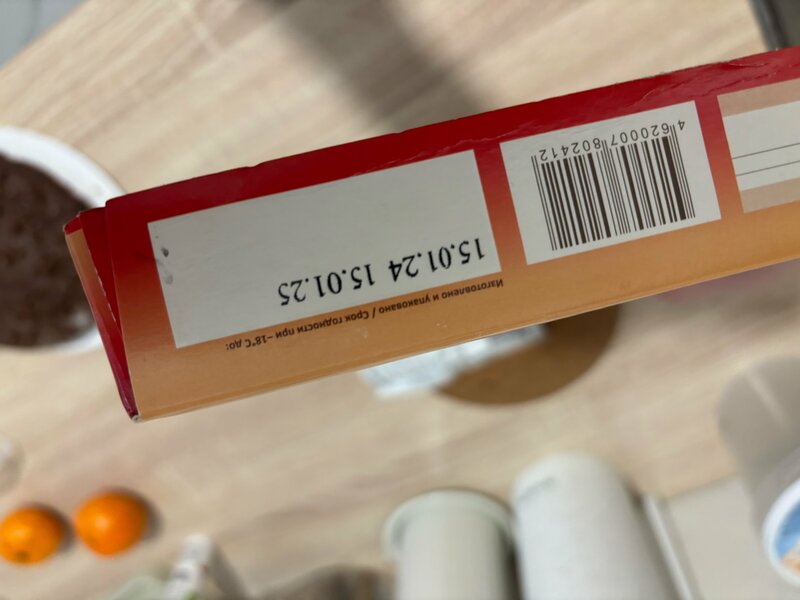 Изготовлено и упаковано / Срок годности при –18°С до:
15.01.24 15.01.25
4620007802412